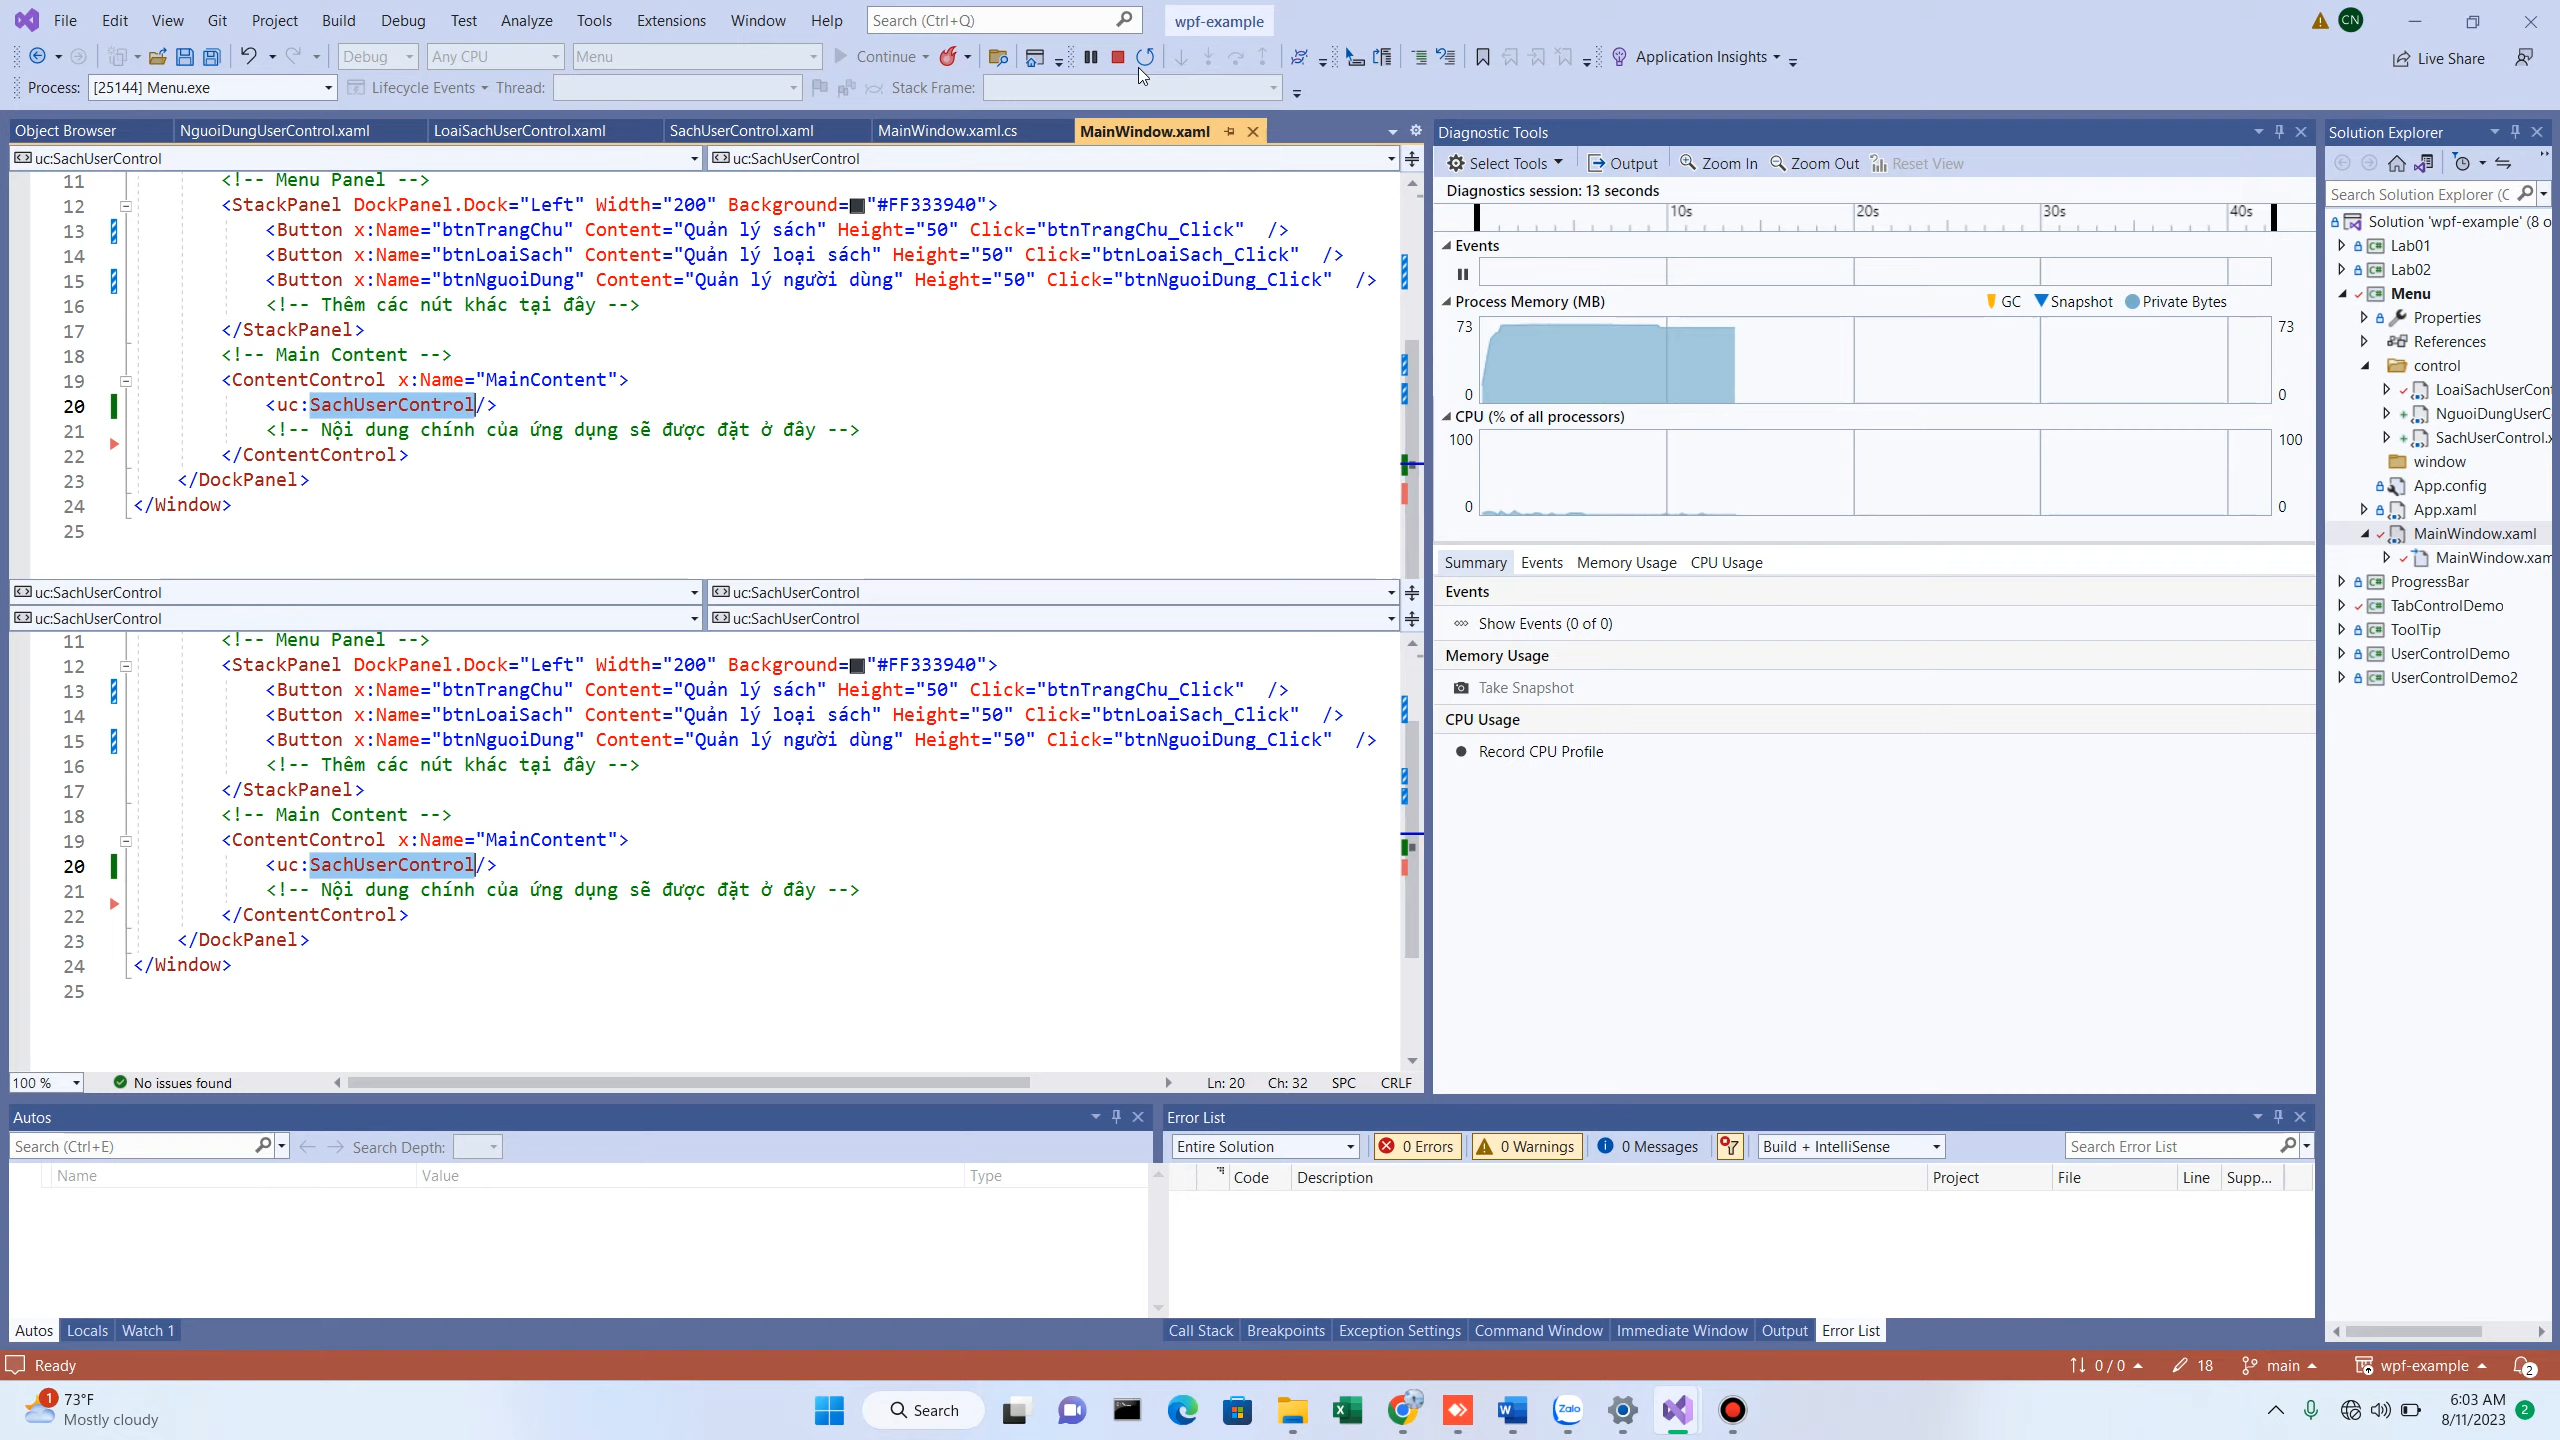 File Edit View Git Project Build Debug Test Analyze Tools Extensions Window Help Search (Ctrl+Q) wpf-example CN
Debug Any CPU Menu Continue Application Insights Live Share
Process: [25144] Menu.exe Lifecycle Events Thread: Stack Frame:
Object Browser NguoiDungUserControl.xaml LoaiSachUserControl.xaml SachUserControl.xaml MainWindow.xaml.cs MainWindow.xaml
uc:SachUserControl uc:SachUserControl
11 <!-- Menu Panel -->
12 <StackPanel DockPanel.Dock="Left" Width="200" Background="#FF333940">
13 <Button x:Name="btnTrangChu" Content="Quản lý sách" Height="50" Click="btnTrangChu_Click" />
14 <Button x:Name="btnLoaiSach" Content="Quản lý loại sách" Height="50" Click="btnLoaiSach_Click" />
15 <Button x:Name="btnNguoiDung" Content="Quản lý người dùng" Height="50" Click="btnNguoiDung_Click" />
16 <!-- Thêm các nút khác tại đây -->
17 </StackPanel>
18 <!-- Main Content -->
19 <ContentControl x:Name="MainContent">
20 <uc:SachUserControl/>
21 <!-- Nội dung chính của ứng dụng sẽ được đặt ở đây -->
22 </ContentControl>
23 </DockPanel>
24 </Window>
25
uc:SachUserControl uc:SachUserControl
uc:SachUserControl uc:SachUserControl
11 <!-- Menu Panel -->
12 <StackPanel DockPanel.Dock="Left" Width="200" Background="#FF333940">
13 <Button x:Name="btnTrangChu" Content="Quản lý sách" Height="50" Click="btnTrangChu_Click" />
14 <Button x:Name="btnLoaiSach" Content="Quản lý loại sách" Height="50" Click="btnLoaiSach_Click" />
15 <Button x:Name="btnNguoiDung" Content="Quản lý người dùng" Height="50" Click="btnNguoiDung_Click" />
16 <!-- Thêm các nút khác tại đây -->
17 </StackPanel>
18 <!-- Main Content -->
19 <ContentControl x:Name="MainContent">
20 <uc:SachUserControl/>
21 <!-- Nội dung chính của ứng dụng sẽ được đặt ở đây -->
22 </ContentControl>
23 </DockPanel>
24 </Window>
25
100 % No issues found Ln: 20 Ch: 32 SPC CRLF
Diagnostic Tools
Select Tools Output Zoom In Zoom Out Reset View
Diagnostics session: 13 seconds
10s 20s 30s 40s
Events
Process Memory (MB) GC Snapshot Private Bytes
73 73
0 0
CPU (% of all processors)
100 100
0 0
Summary Events Memory Usage CPU Usage
Events
Show Events (0 of 0)
Memory Usage
Take Snapshot
CPU Usage
Record CPU Profile
Solution Explorer
Search Solution Explorer (C
Solution 'wpf-example' (8 o
Lab01
Lab02
Menu
Properties
References
control
LoaiSachUserCont
NguoiDungUserC
SachUserControl.x
window
App.config
App.xaml
MainWindow.xaml
MainWindow.xam
ProgressBar
TabControlDemo
ToolTip
UserControlDemo
UserControlDemo2
Autos
Search (Ctrl+E) Search Depth:
Name Value Type
Autos Locals Watch 1
Error List
Entire Solution 0 Errors 0 Warnings 0 Messages Build + IntelliSense Search Error List
Code Description Project File Line Supp...
Call Stack Breakpoints Exception Settings Command Window Immediate Window Output Error List
Ready 0 / 0 18 main wpf-example 2
1 73°F
Mostly cloudy
Search
Zalo
6:03 AM
8/11/2023 2